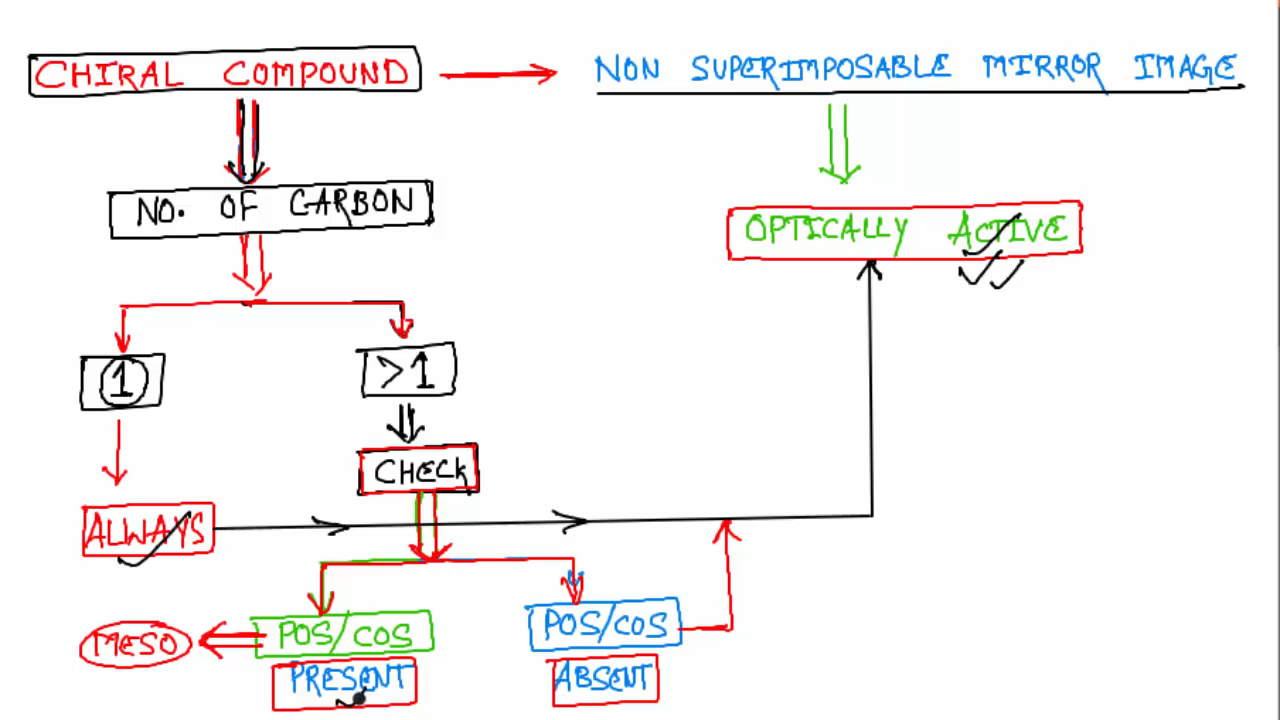 CHIRAL COMPOUND
NON SUPERIMPOSABLE MIRROR IMAGE
NO. OF CARBON
OPTICALLY ACTIVE
1
>1
CHECK
ALWAYS
MESO
POS/COS
PRESENT
POS/COS
ABSENT